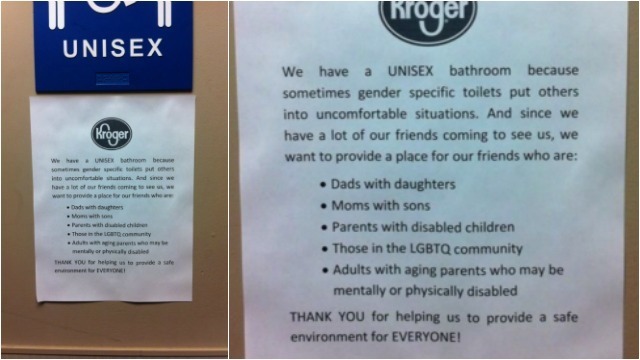 UNISEX
Kroger
We have a UNISEX bathroom because
sometimes gender specific toilets put others
into uncomfortable situations. And since we
have a lot of our friends coming to see us, we
want to provide a place for our friends who are:
• Dads with daughters
• Moms with sons
• Parents with disabled children
• Those in the LGBTQ community
• Adults with aging parents who may be
mentally or physically disabled
THANK YOU for helping us to provide a safe
environment for EVERYONE!
Kroger
We have a UNISEX bathroom because
sometimes gender specific toilets put others
into uncomfortable situations. And since we
have a lot of our friends coming to see us, we
want to provide a place for our friends who are:
• Dads with daughters
• Moms with sons
• Parents with disabled children
• Those in the LGBTQ community
• Adults with aging parents who may be
mentally or physically disabled
THANK YOU for helping us to provide a safe
environment for EVERYONE!